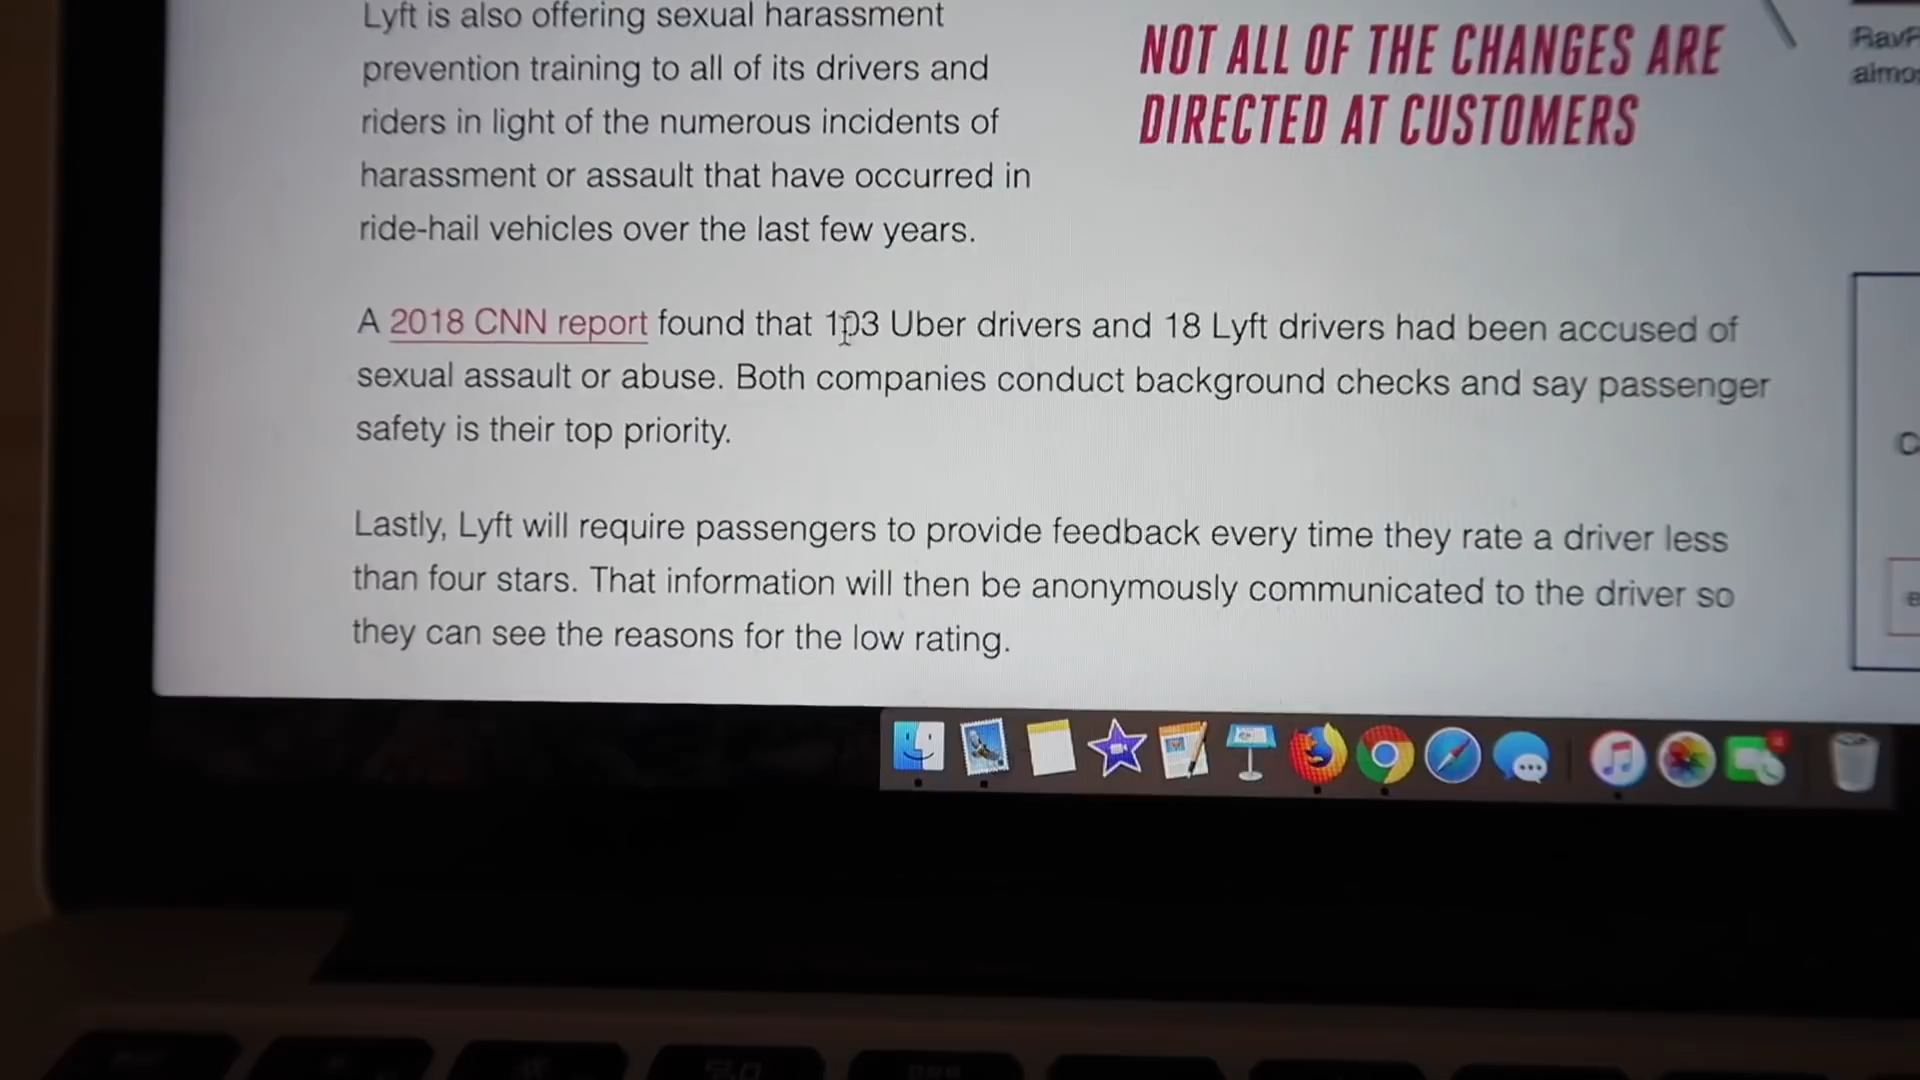 Lyft is also offering sexual harassment
prevention training to all of its drivers and
riders in light of the numerous incidents of
harassment or assault that have occurred in
ride-hail vehicles over the last few years.
NOT ALL OF THE CHANGES ARE
DIRECTED AT CUSTOMERS
A 2018 CNN report found that 103 Uber drivers and 18 Lyft drivers had been accused of
sexual assault or abuse. Both companies conduct background checks and say passenger
safety is their top priority.
Lastly, Lyft will require passengers to provide feedback every time they rate a driver less
than four stars. That information will then be anonymously communicated to the driver so
they can see the reasons for the low rating.